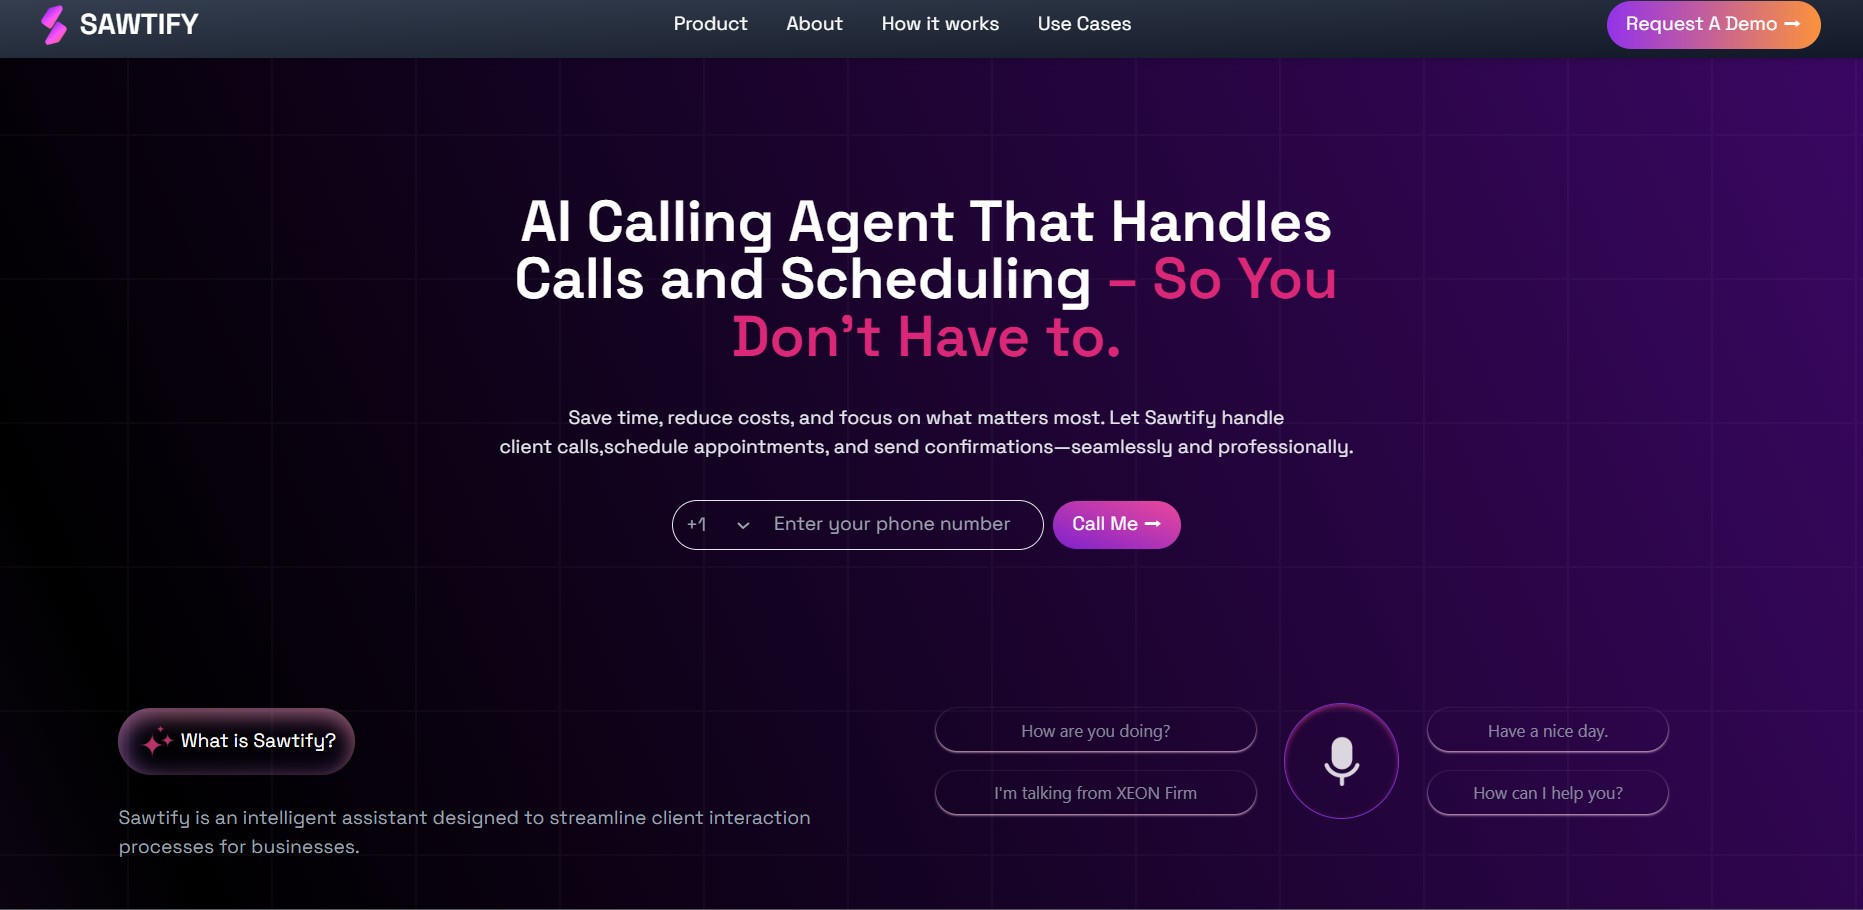 SAWTIFY
Product About How it works Use Cases
Request A Demo
AI Calling Agent That Handles
Calls and Scheduling – So You
Don’t Have to.
Save time, reduce costs, and focus on what matters most. Let Sawtify handle
client calls,schedule appointments, and send confirmations—seamlessly and professionally.
+1 Enter your phone number
Call Me
What is Sawtify?
Sawtify is an intelligent assistant designed to streamline client interaction
processes for businesses.
How are you doing?
I'm talking from XEON Firm
Have a nice day.
How can I help you?